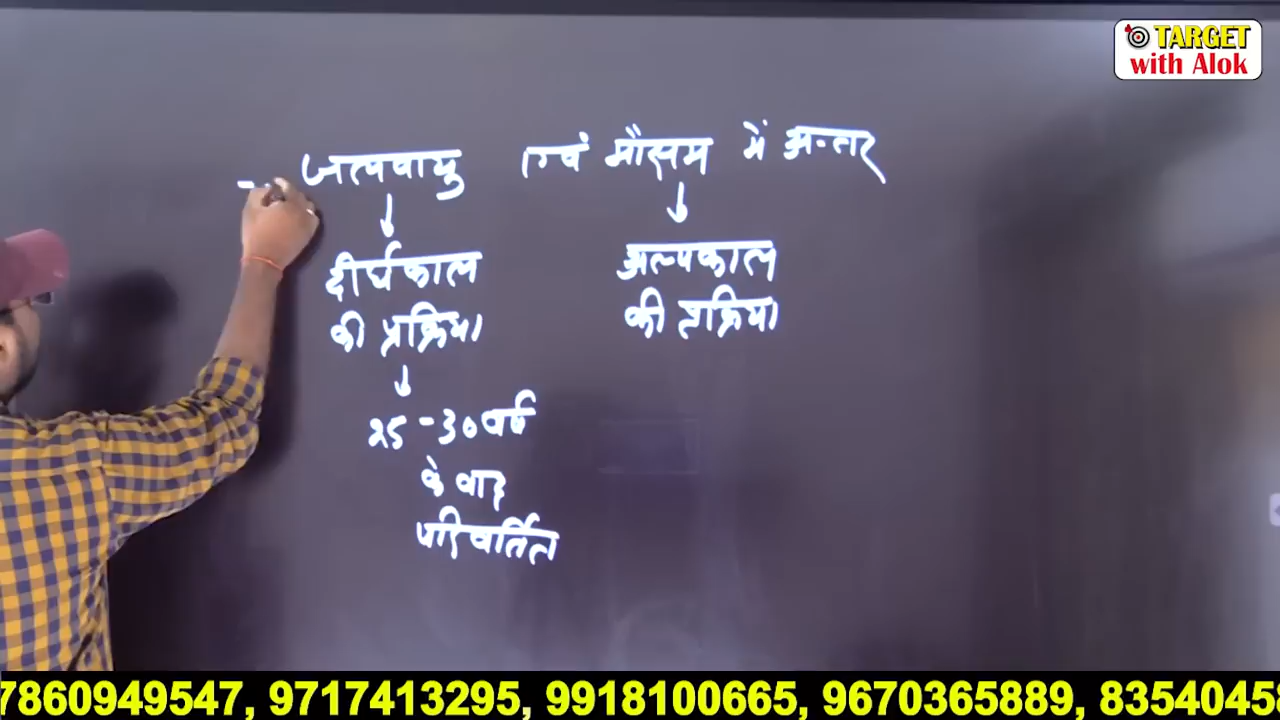 TARGET
with Alok
जलवायु एवं मौसम में अन्तर
↓ ↓
दीर्घकाल अल्पकाल
की प्रक्रिया की प्रक्रिया
↓
25-30 वर्ष
के बाद
परिवर्तित
7860949547, 9717413295, 9918100665, 9670365889, 8354045